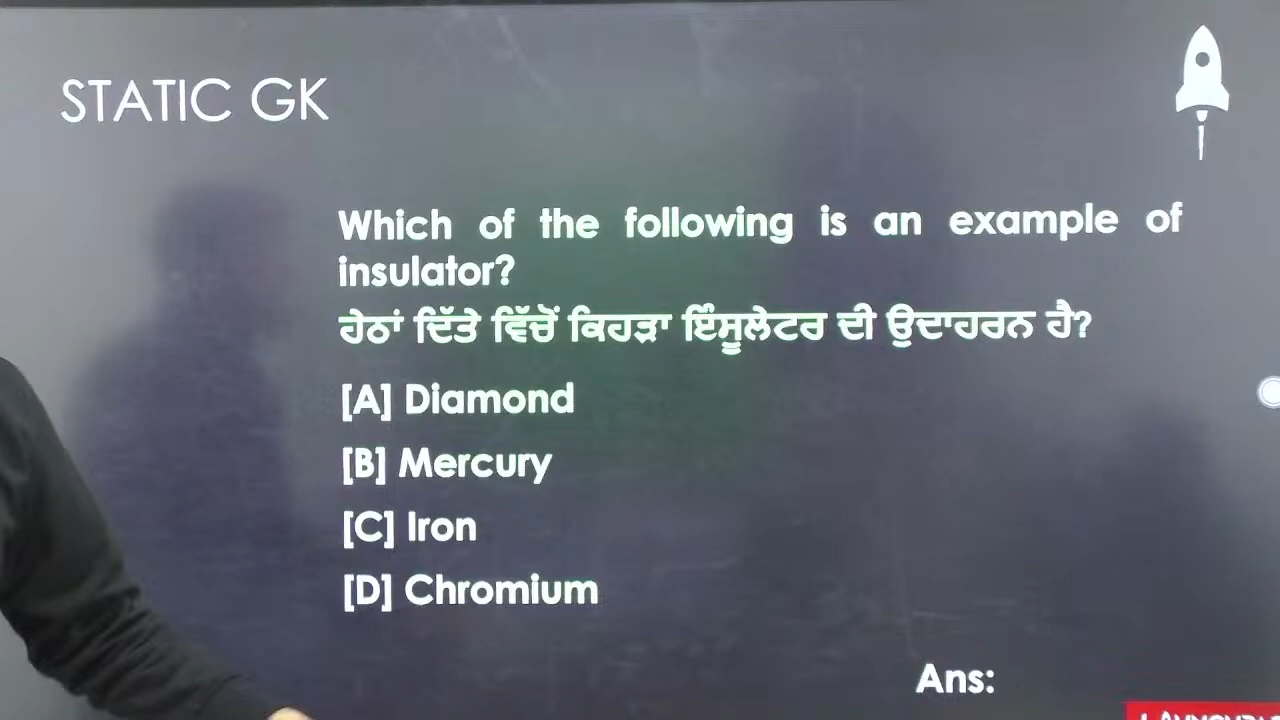 STATIC GK
Which of the following is an example of
insulator?
ਹੇਠਾਂ ਦਿੱਤੇ ਵਿੱਚੋਂ ਕਿਹੜਾ ਇੰਸੂਲੇਟਰ ਦੀ ਉਦਾਹਰਨ ਹੈ?
[A] Diamond
[B] Mercury
[C] Iron
[D] Chromium
Ans: